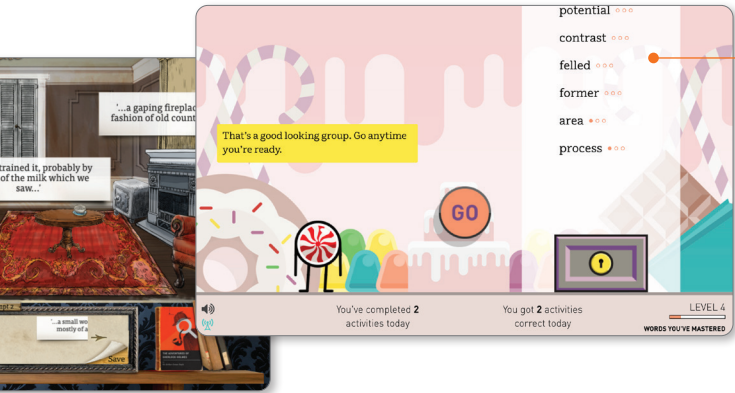 '...a gaping fireplac
fashion of old count
trained it, probably by
of the milk which we
saw...'
'...a small wo
mostly of a
Save
potential
contrast
felled
former
area
process
That's a good looking group. Go anytime
you're ready.
GO
You've completed 2
activities today
You got 2 activities
correct today
LEVEL 4
WORDS YOU'VE MASTERED